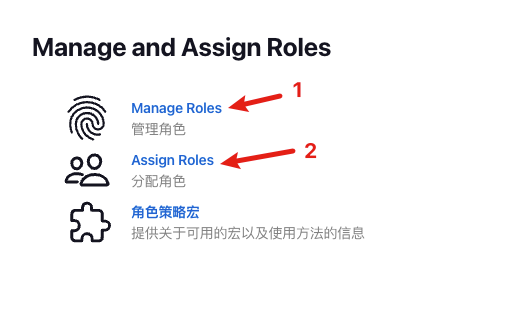 Manage and Assign Roles
1
Manage Roles
管理角色
2
Assign Roles
分配角色
角色策略宏
提供关于可用的宏以及使用方法的信息